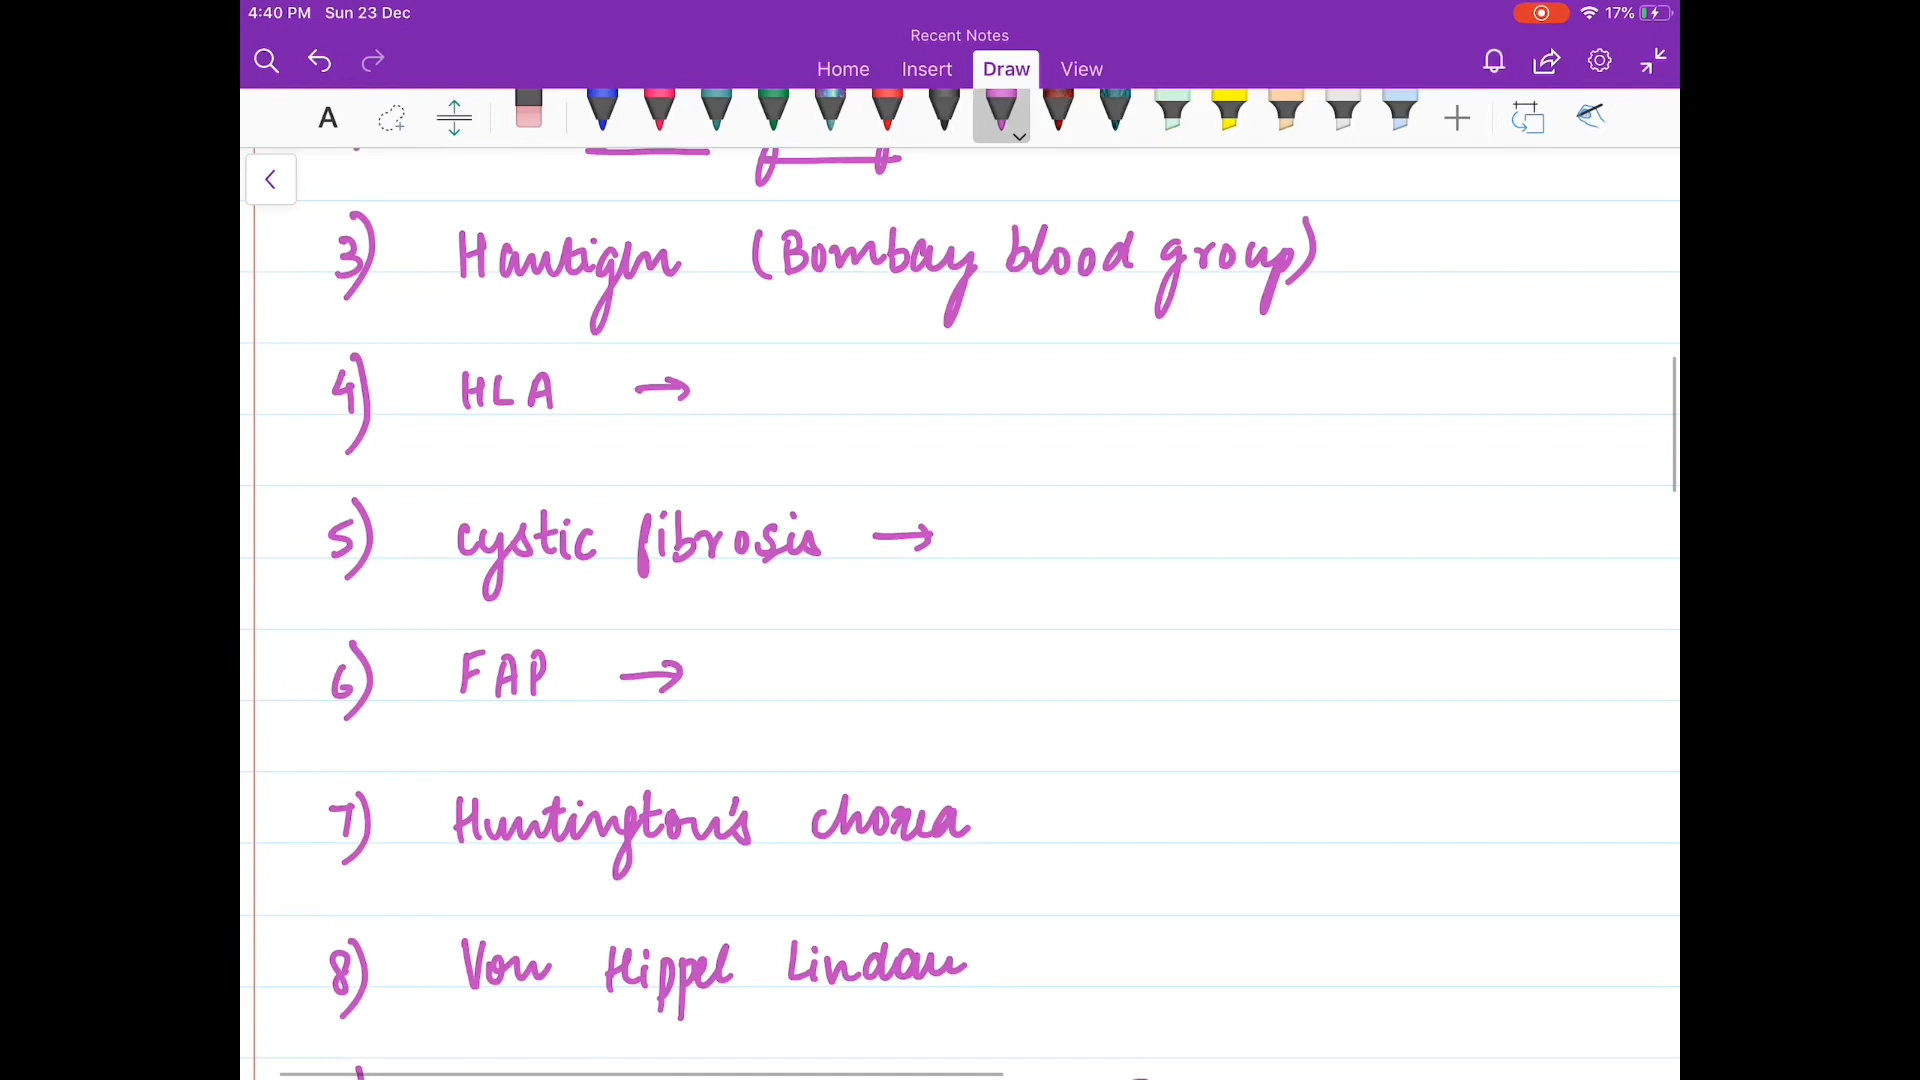 4:40 PM Sun 23 Dec
17%
Recent Notes
Home Insert Draw View
A
3) H antigen (Bombay blood group)
4) HLA →
5) cystic fibrosis →
6) FAP →
7) Huntington's chorea
8) Von Hippel Lindau